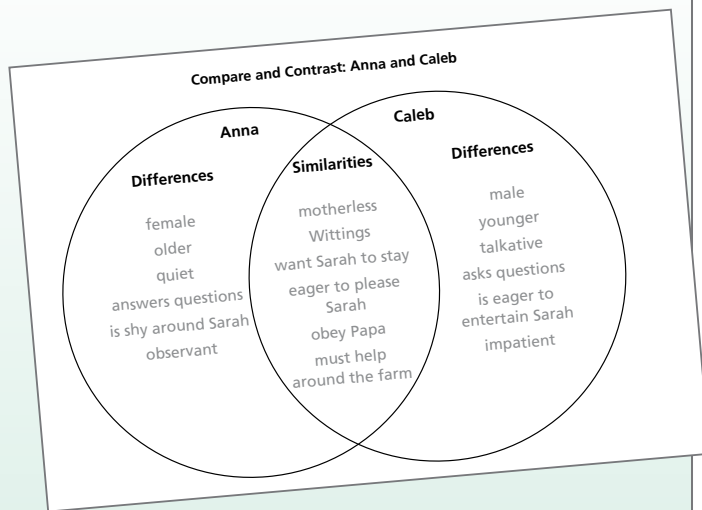 Compare and Contrast: Anna and Caleb
Anna
Differences
female
older
quiet
answers questions
is shy around Sarah
observant
Similarities
motherless
Wittings
want Sarah to stay
eager to please
Sarah
obey Papa
must help
around the farm
Caleb
Differences
male
younger
talkative
asks questions
is eager to
entertain Sarah
impatient